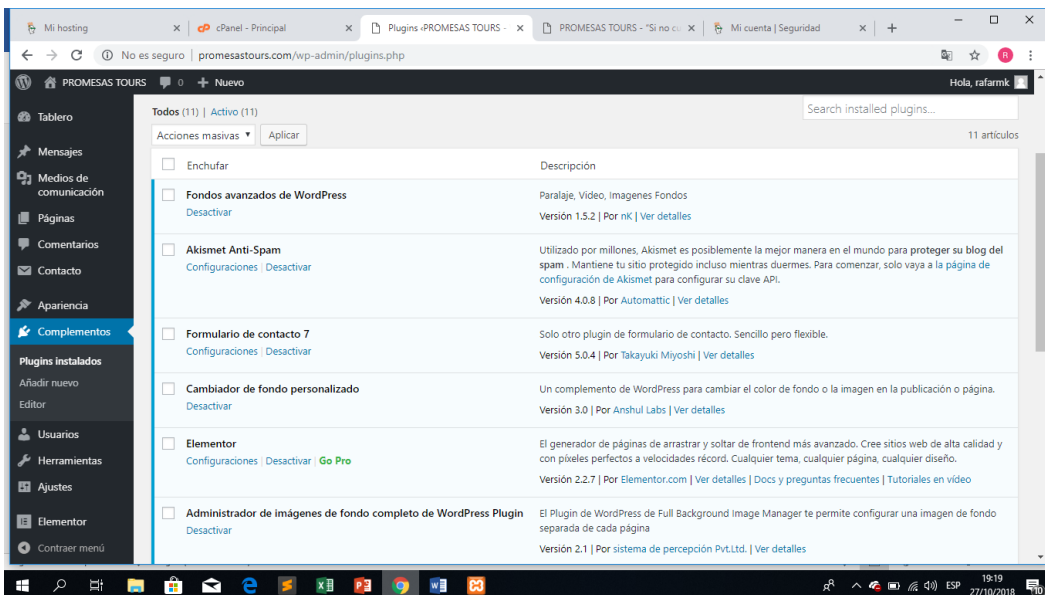 Mi hosting
cPanel - Principal
Plugins ‹PROMESAS TOURS -
PROMESAS TOURS - "Si no cu
Mi cuenta | Seguridad
No es seguro | promesastours.com/wp-admin/plugins.php
R
PROMESAS TOURS 0 + Nuevo
Hola, rafarmk
Tablero
Mensajes
Medios de
comunicación
Páginas
Comentarios
Contacto
Apariencia
Complementos
Plugins instalados
Añadir nuevo
Editor
Usuarios
Herramientas
Ajustes
Elementor
Contraer menú
Todos (11) | Activo (11)
Search installed plugins...
Acciones masivas Aplicar
11 artículos
Enchufar Descripción
Fondos avanzados de WordPress
Desactivar
Paralaje, Video, Imagenes Fondos
Versión 1.5.2 | Por nK | Ver detalles
Akismet Anti-Spam
Configuraciones | Desactivar
Utilizado por millones, Akismet es posiblemente la mejor manera en el mundo para proteger su blog del
spam . Mantiene tu sitio protegido incluso mientras duermes. Para comenzar, solo vaya a la página de
configuración de Akismet para configurar su clave API.
Versión 4.0.8 | Por Automattic | Ver detalles
Formulario de contacto 7
Configuraciones | Desactivar
Solo otro plugin de formulario de contacto. Sencillo pero flexible.
Versión 5.0.4 | Por Takayuki Miyoshi | Ver detalles
Cambiador de fondo personalizado
Desactivar
Un complemento de WordPress para cambiar el color de fondo o la imagen en la publicación o página.
Versión 3.0 | Por Anshul Labs | Ver detalles
Elementor
Configuraciones | Desactivar | Go Pro
El generador de páginas de arrastrar y soltar de frontend más avanzado. Cree sitios web de alta calidad y
con píxeles perfectos a velocidades récord. Cualquier tema, cualquier página, cualquier diseño.
Versión 2.2.7 | Por Elementor.com | Ver detalles | Docs y preguntas frecuentes | Tutoriales en vídeo
Administrador de imágenes de fondo completo de WordPress Plugin
Desactivar
El Plugin de WordPress de Full Background Image Manager te permite configurar una imagen de fondo
separada de cada página
Versión 2.1 | Por sistema de percepción Pvt.Ltd. | Ver detalles
ESP
19:19
27/10/2018